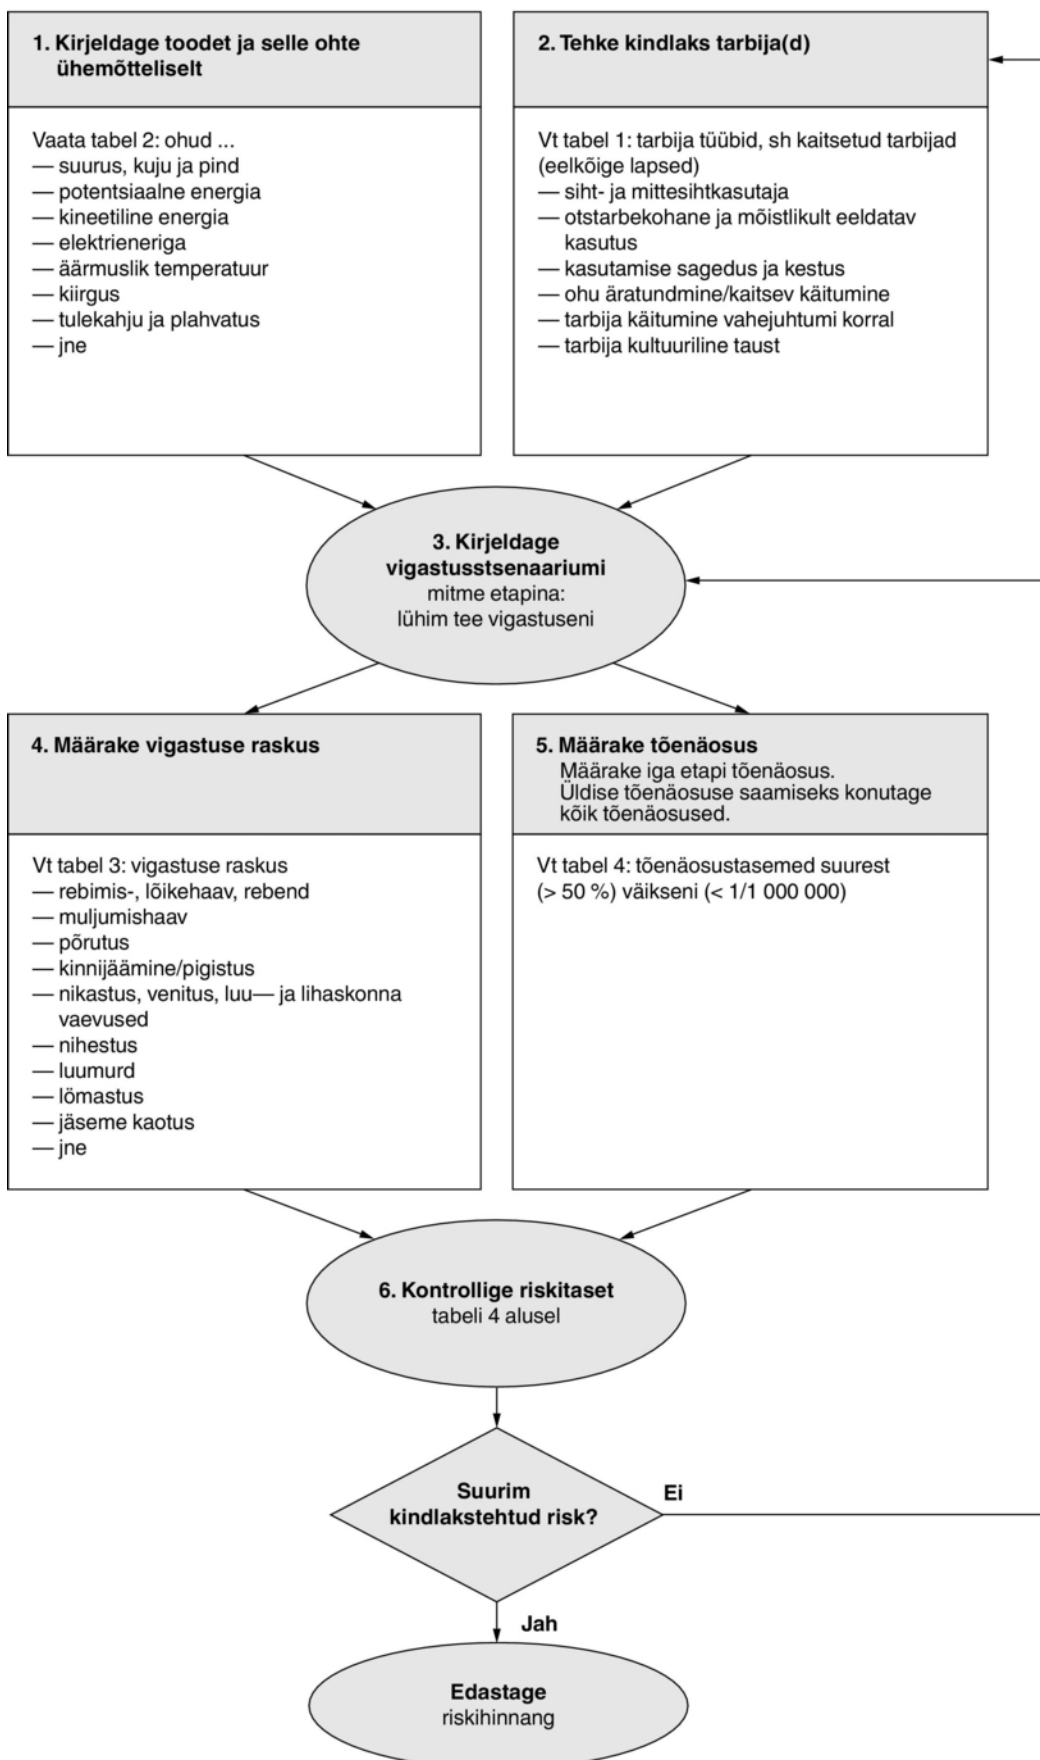 1. Kirjeldage toodet ja selle ohte
ühemõtteliselt
Vaata tabel 2: ohud ...
— suurus, kuju ja pind
— potentsiaalne energia
— kineetiline energia
— elektrieneriga
— äärmuslik temperatuur
— kiirgus
— tulekahju ja plahvatus
— jne
2. Tehke kindlaks tarbija(d)
Vt tabel 1: tarbija tüübid, sh kaitsetud tarbijad
(eelkõige lapsed)
— siht- ja mittesihtkasutaja
— otstarbekohane ja mõistlikult eeldatav
kasutus
— kasutamise sagedus ja kestus
— ohu äratundmine/kaitsev käitumine
— tarbija käitumine vahejuhtumi korral
— tarbija kultuuriline taust
3. Kirjeldage
vigastusstsenaariumi
mitme etapina:
lühim tee vigastuseni
4. Määrake vigastuse raskus
Vt tabel 3: vigastuse raskus
— rebimis-, lõikehaav, rebend
— muljumishaav
— põrutus
— kinnijäämine/pigistus
— nikastus, venitus, luu— ja lihaskonna
vaevused
— nihestus
— luumurd
— lömastus
— jäseme kaotus
— jne
5. Määrake tõenäosus
Määrake iga etapi tõenäosus.
Üldise tõenäosuse saamiseks konutage
kõik tõenäosused.
Vt tabel 4: tõenäosustasemed suurest
(> 50 %) väikseni (< 1/1 000 000)
6. Kontrollige riskitaset
tabeli 4 alusel
Suurim
kindlakstehtud risk?
Ei
Jah
Edastage
riskihinnang